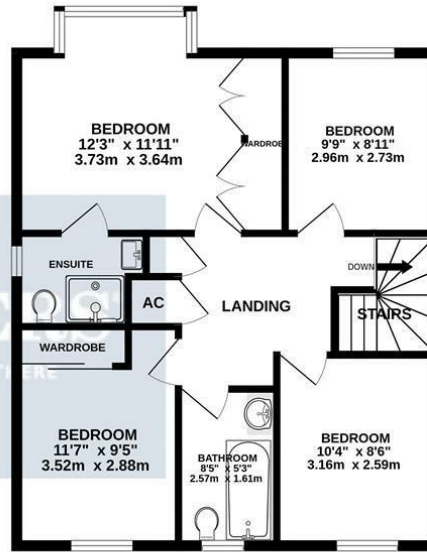 BEDROOM
12'3" x 11'11"
3.73m x 3.64m
BEDROOM
9'9" x 8'11"
2.96m x 2.73m
ENSUITE
DOWN
AC
LANDING
STAIRS
WARDROBE
HERE
BEDROOM
11'7" x 9'5"
3.52m x 2.88m
BATHROOM
8'5" x 5'3"
2.57m x 1.61m
BEDROOM
10'4" x 8'6"
3.16m x 2.59m